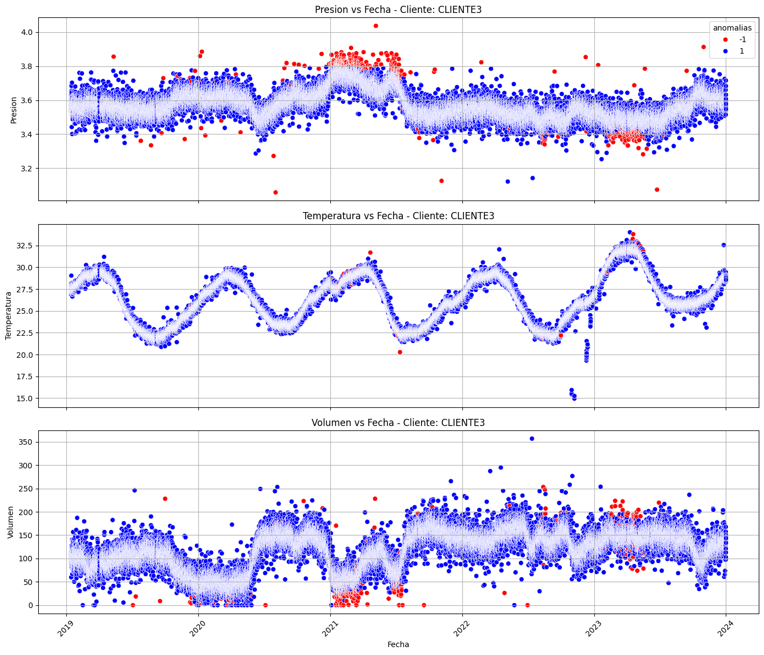 Presion vs Fecha - Cliente: CLIENTE3
anomalias
-1
1
4.0
3.8
3.6
3.4
3.2
Presion
Temperatura vs Fecha - Cliente: CLIENTE3
32.5
30.0
27.5
25.0
22.5
20.0
17.5
15.0
Temperatura
Volumen vs Fecha - Cliente: CLIENTE3
350
300
250
200
150
100
50
0
Volumen
2019 2020 2021 2022 2023 2024
Fecha